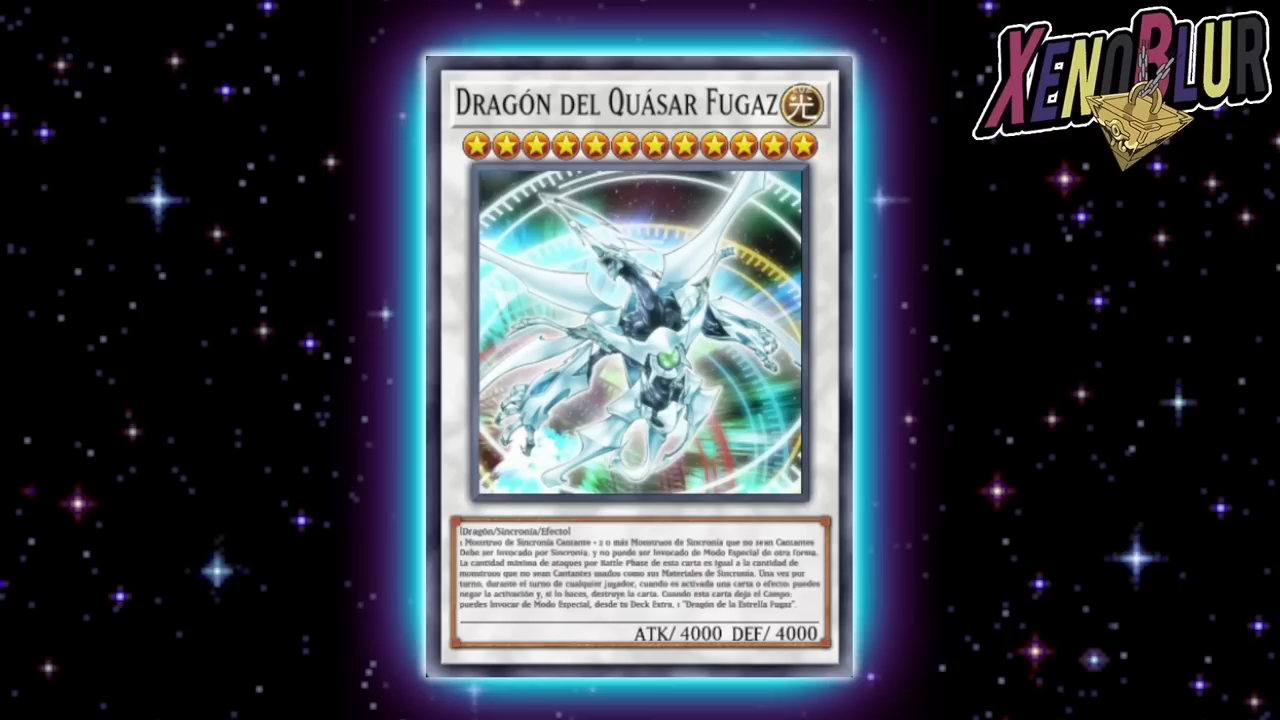 XENOBLUR
DRAGÓN DEL QUÁSAR FUGAZ
光
[Dragón/Sincronía/Efecto]
1 Monstruo de Sincronía Cantante + 2 o más Monstruos de Sincronía que no sean Cantantes
Debe ser Invocado por Sincronía, y no puede ser Invocado de Modo Especial de otra forma.
La cantidad máxima de ataques por Battle Phase de esta carta es igual a la cantidad de
monstruos que no sean Cantantes usados como sus Materiales de Sincronía. Una vez por
turno, durante el turno de cualquier jugador, cuando es activada una carta o efecto: puedes
negar la activación y, si lo haces, destruye la carta. Cuando esta carta deja el Campo:
puedes Invocar de Modo Especial, desde tu Deck Extra, 1 "Dragón de la Estrella Fugaz".
ATK/ 4000 DEF/ 4000